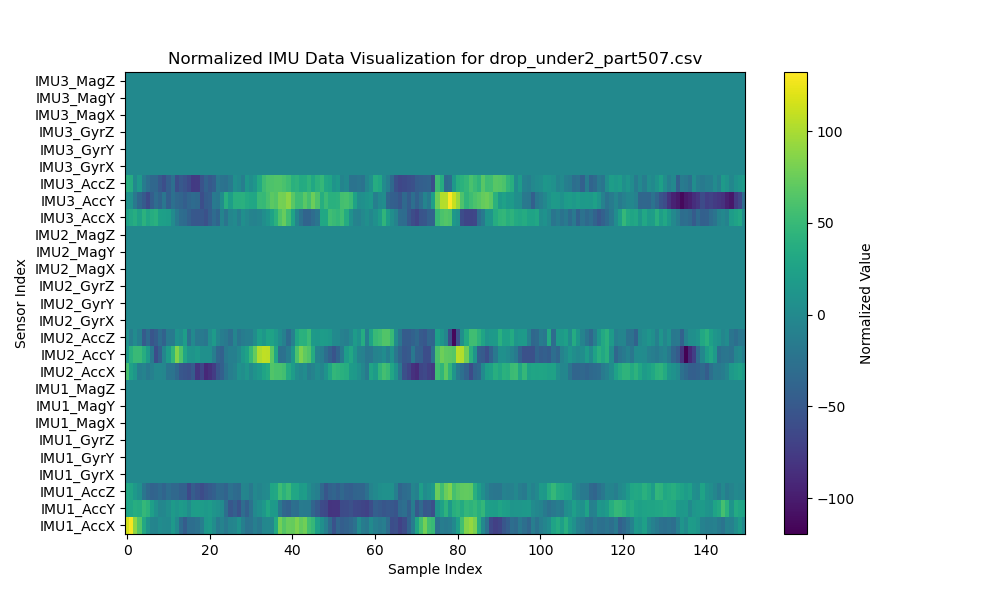 Normalized IMU Data Visualization for drop_under2_part507.csv
IMU3_MagZ
IMU3_MagY
IMU3_MagX
IMU3_GyrZ
IMU3_GyrY
IMU3_GyrX
IMU3_AccZ
IMU3_AccY
IMU3_AccX
IMU2_MagZ
IMU2_MagY
IMU2_MagX
IMU2_GyrZ
IMU2_GyrY
IMU2_GyrX
IMU2_AccZ
IMU2_AccY
IMU2_AccX
IMU1_MagZ
IMU1_MagY
IMU1_MagX
IMU1_GyrZ
IMU1_GyrY
IMU1_GyrX
IMU1_AccZ
IMU1_AccY
IMU1_AccX
Sensor Index
0 20 40 60 80 100 120 140
Sample Index
100
50
0
−50
−100
Normalized Value